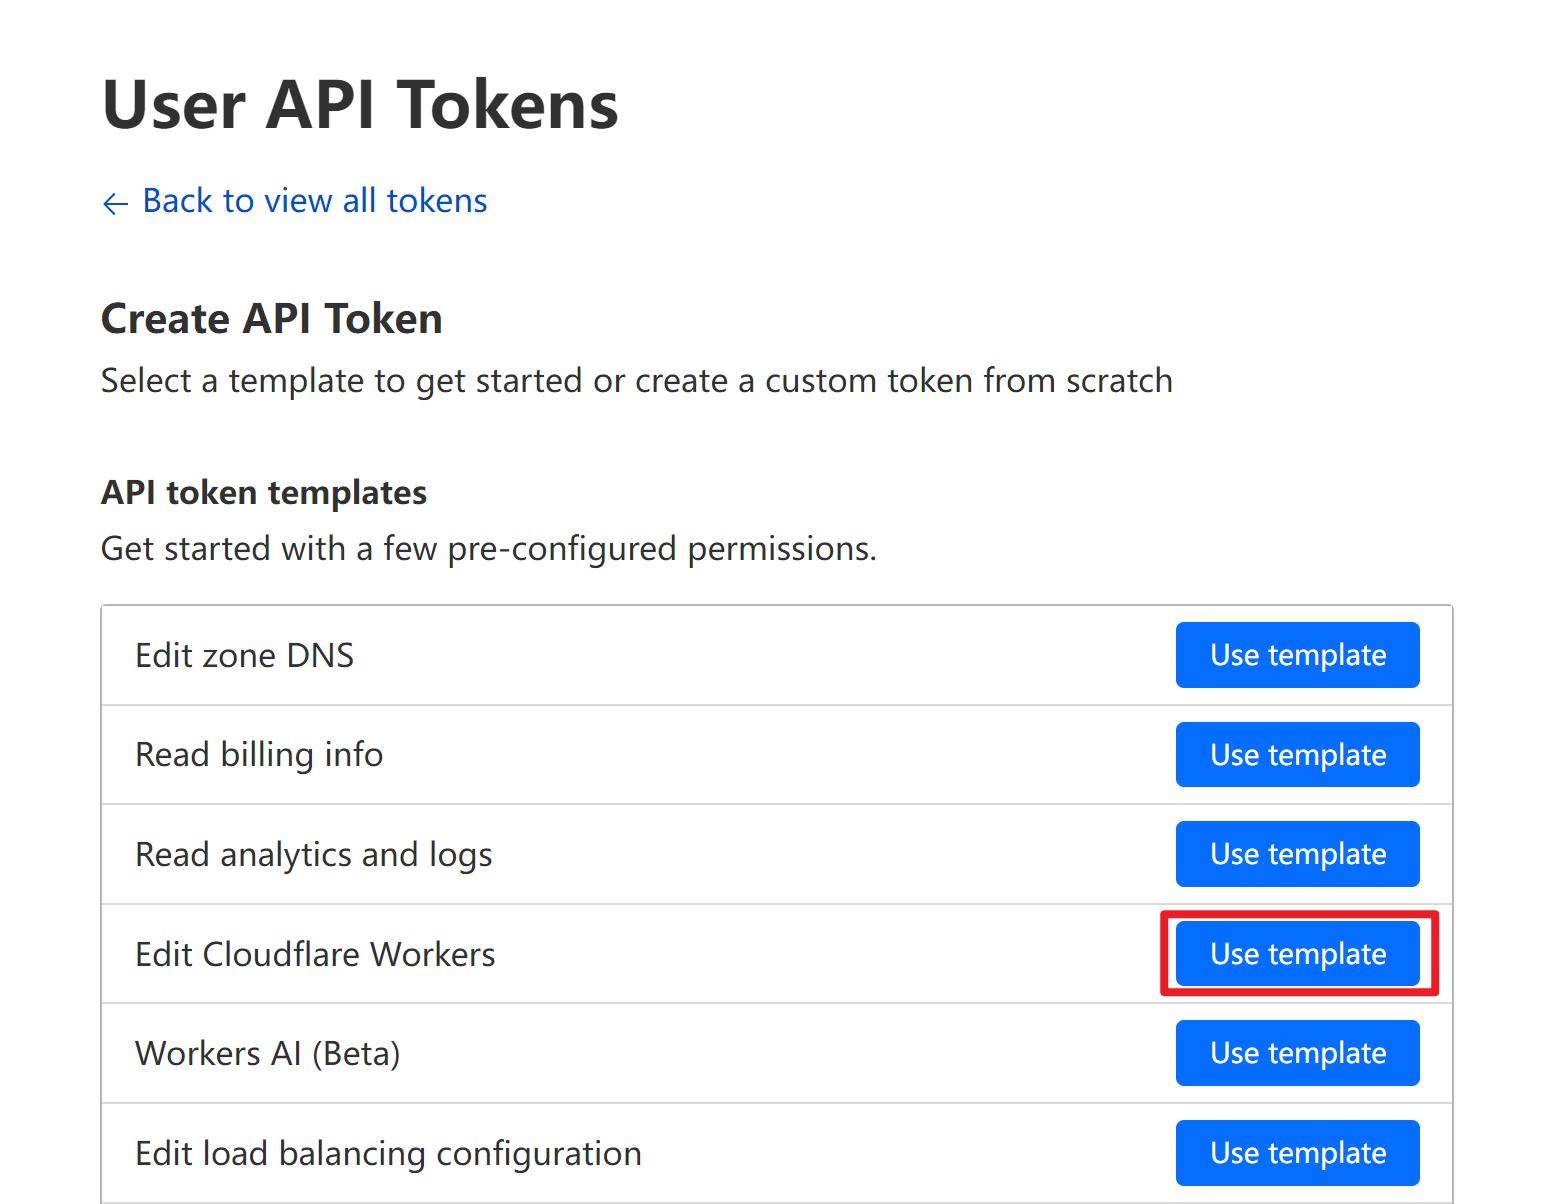 User API Tokens
← Back to view all tokens
Create API Token
Select a template to get started or create a custom token from scratch
API token templates
Get started with a few pre-configured permissions.
Edit zone DNS Use template
Read billing info Use template
Read analytics and logs Use template
Edit Cloudflare Workers Use template
Workers AI (Beta) Use template
Edit load balancing configuration Use template